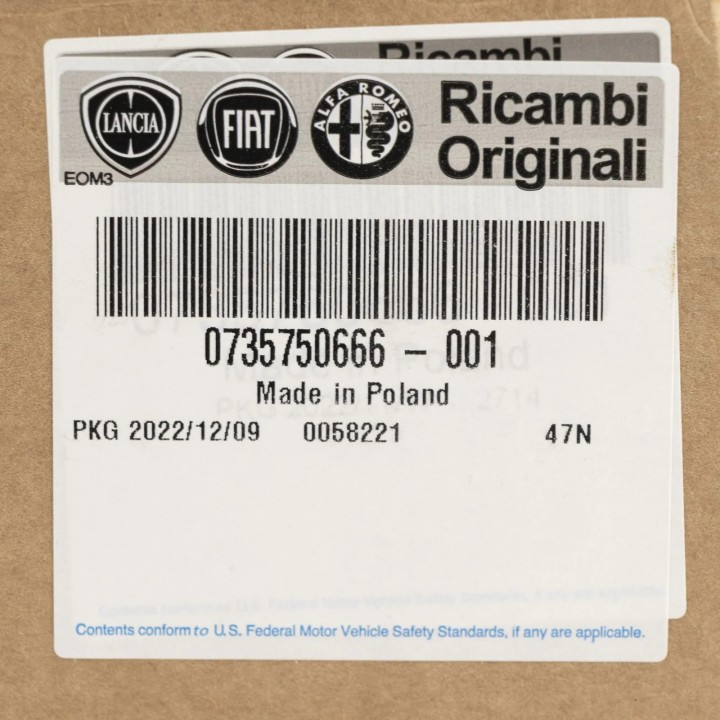 Ricambi
LANCIA
FIAT
ALFA ROMEO
Ricambi
Originali
EOM3
0735750666 - 001
Made in Poland
PKG 2022/12/09 0058221 47N
Contents conform to U.S. Federal Motor Vehicle Safety Standards, if any are applicable.